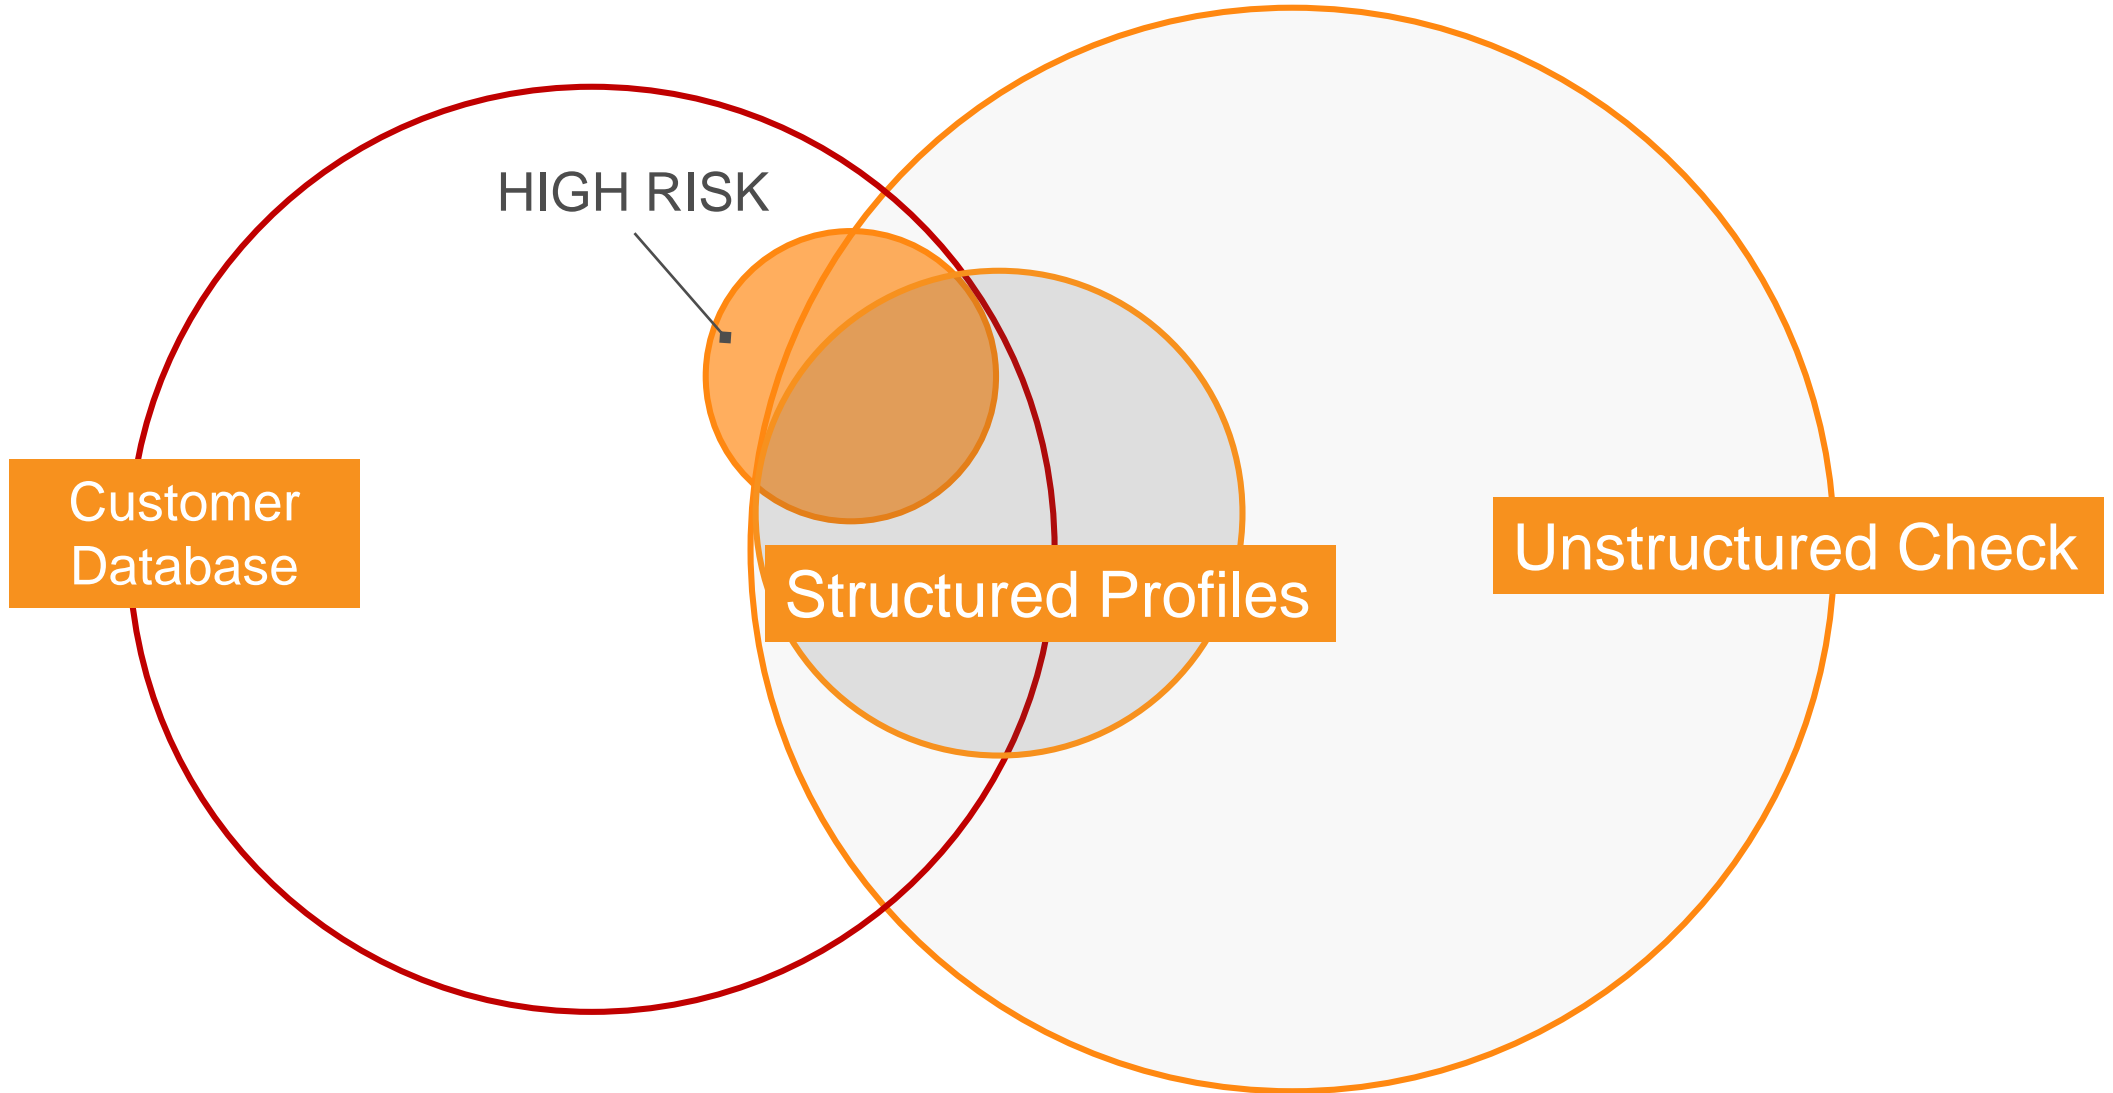 HIGH RISK
Customer
Database
Structured Profiles
Unstructured Check